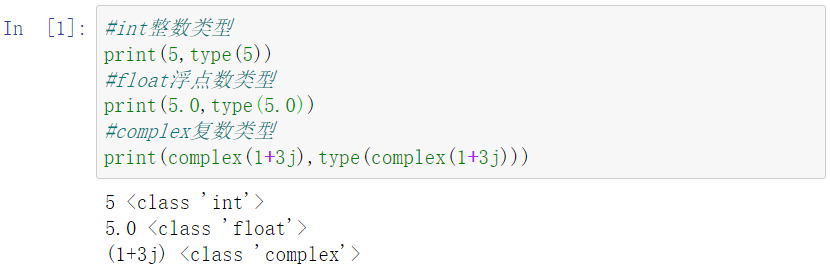 In [1]:
#int整数类型
print(5,type(5))
#float浮点数类型
print(5.0,type(5.0))
#complex复数类型
print(complex(1+3j),type(complex(1+3j)))
5 <class 'int'>
5.0 <class 'float'>
(1+3j) <class 'complex'>